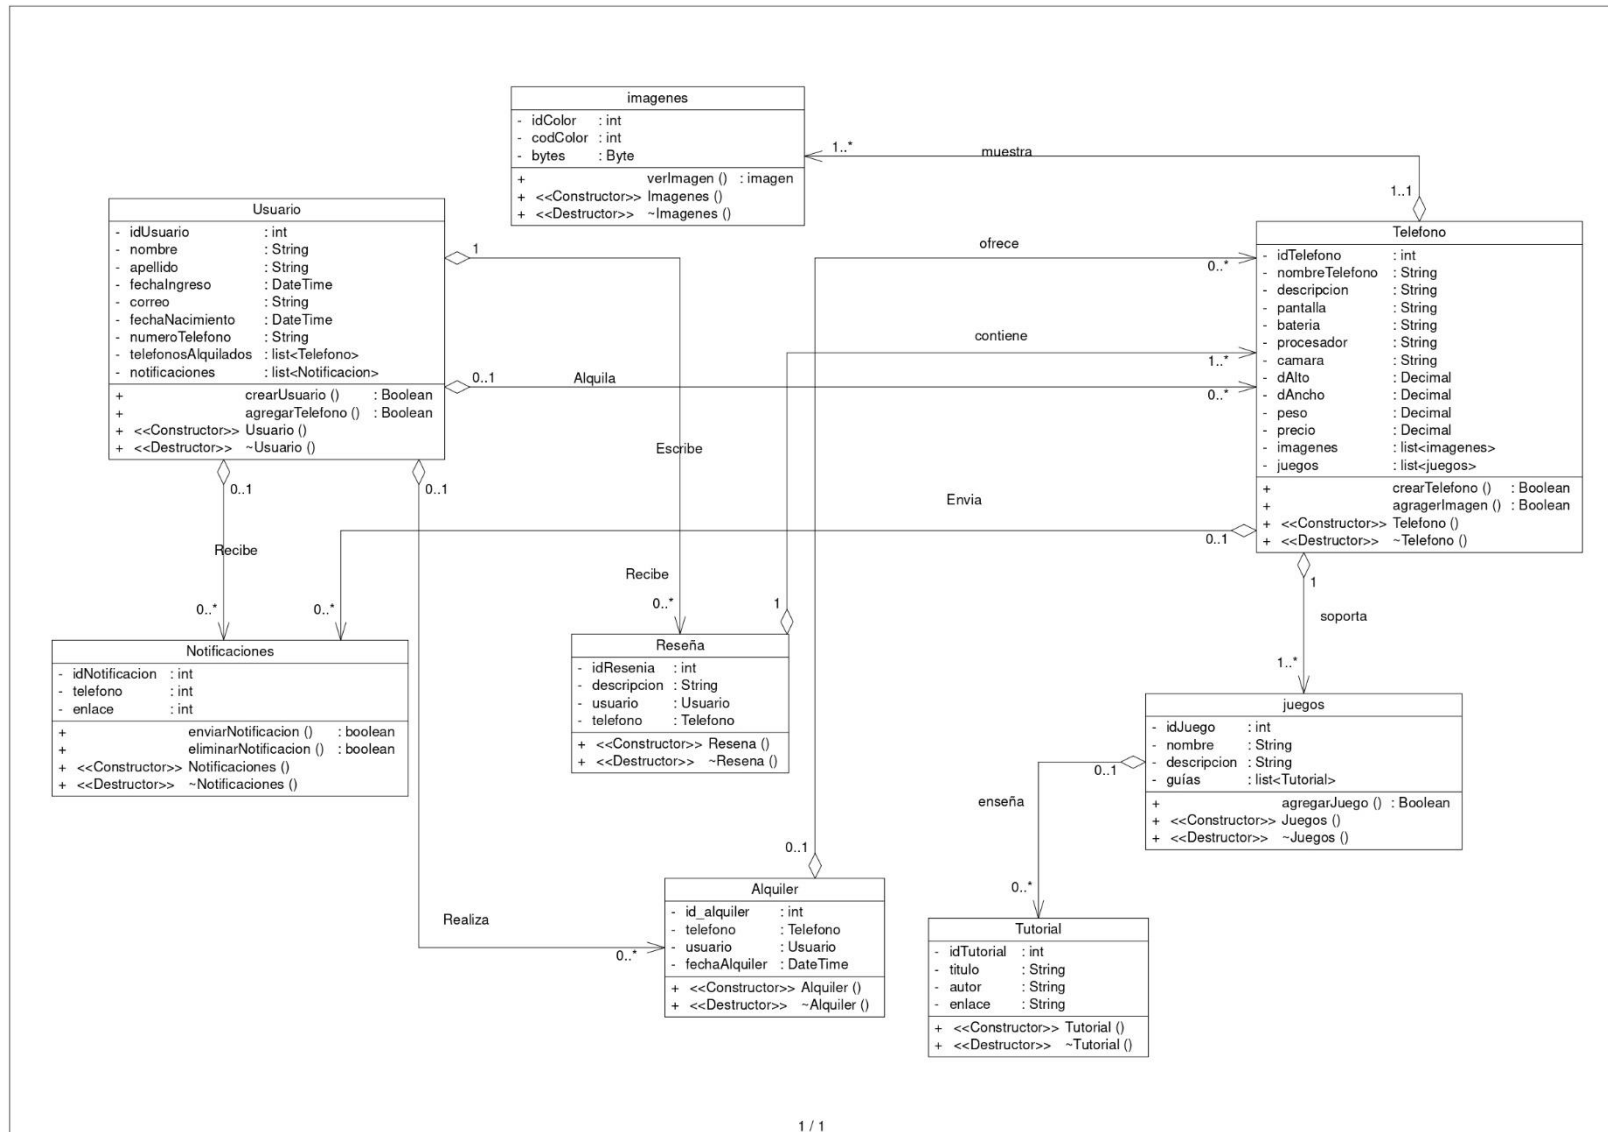 imagenes
- idColor : int
- codColor : int
- bytes : Byte
+ verImagen () : imagen
+ <<Constructor>> Imagenes ()
+ <<Destructor>> ~Imagenes ()
1..*
muestra
1..1
Usuario
- idUsuario : int
- nombre : String
- apellido : String
- fechaIngreso : DateTime
- correo : String
- fechaNacimiento : DateTime
- numeroTelefono : String
- telefonosAlquilados : list<Telefono>
- notificaciones : list<Notificacion>
+ crearUsuario () : Boolean
+ agregarTelefono () : Boolean
+ <<Constructor>> Usuario ()
+ <<Destructor>> ~Usuario ()
1
ofrece
0..*
contiene
1..*
0..1
Alquila
0..*
Telefono
- idTelefono : int
- nombreTelefono : String
- descripcion : String
- pantalla : String
- bateria : String
- procesador : String
- camara : String
- dAlto : Decimal
- dAncho : Decimal
- peso : Decimal
- precio : Decimal
- imagenes : list<imagenes>
- juegos : list<juegos>
+ crearTelefono () : Boolean
+ agragerImagen () : Boolean
+ <<Constructor>> Telefono ()
+ <<Destructor>> ~Telefono ()
Escribe
0..1
0..1
Envia
0..1
Recibe
Recibe
1
0..*
0..*
0..*
1
soporta
1..*
Notificaciones
- idNotificacion : int
- telefono : int
- enlace : int
+ enviarNotificacion () : boolean
+ eliminarNotificacion () : boolean
+ <<Constructor>> Notificaciones ()
+ <<Destructor>> ~Notificaciones ()
Reseña
- idResenia : int
- descripcion : String
- usuario : Usuario
- telefono : Telefono
+ <<Constructor>> Resena ()
+ <<Destructor>> ~Resena ()
juegos
- idJuego : int
- nombre : String
- descripcion : String
- guías : list<Tutorial>
+ agregarJuego () : Boolean
+ <<Constructor>> Juegos ()
+ <<Destructor>> ~Juegos ()
0..1
enseña
0..*
0..1
Realiza
0..*
Alquiler
- id_alquiler : int
- telefono : Telefono
- usuario : Usuario
- fechaAlquiler : DateTime
+ <<Constructor>> Alquiler ()
+ <<Destructor>> ~Alquiler ()
Tutorial
- idTutorial : int
- titulo : String
- autor : String
- enlace : String
+ <<Constructor>> Tutorial ()
+ <<Destructor>> ~Tutorial ()
1 / 1